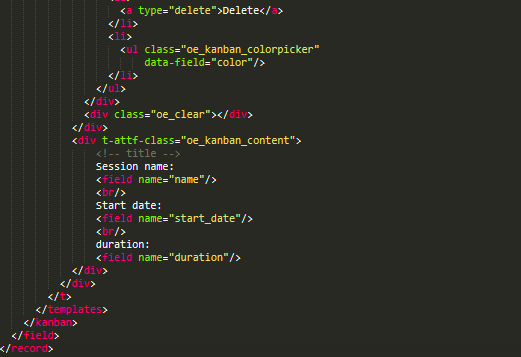 <a type="delete">Delete</a>
</li>
<li>
<ul class="oe_kanban_colorpicker"
data-field="color"/>
</li>
</ul>
</div>
<div class="oe_clear"></div>
</div>
<div t-attf-class="oe_kanban_content">
<!-- title -->
Session name:
<field name="name"/>
<br/>
Start date:
<field name="start_date"/>
<br/>
duration:
<field name="duration"/>
</div>
</div>
</t>
</templates>
</kanban>
</field>
</record>